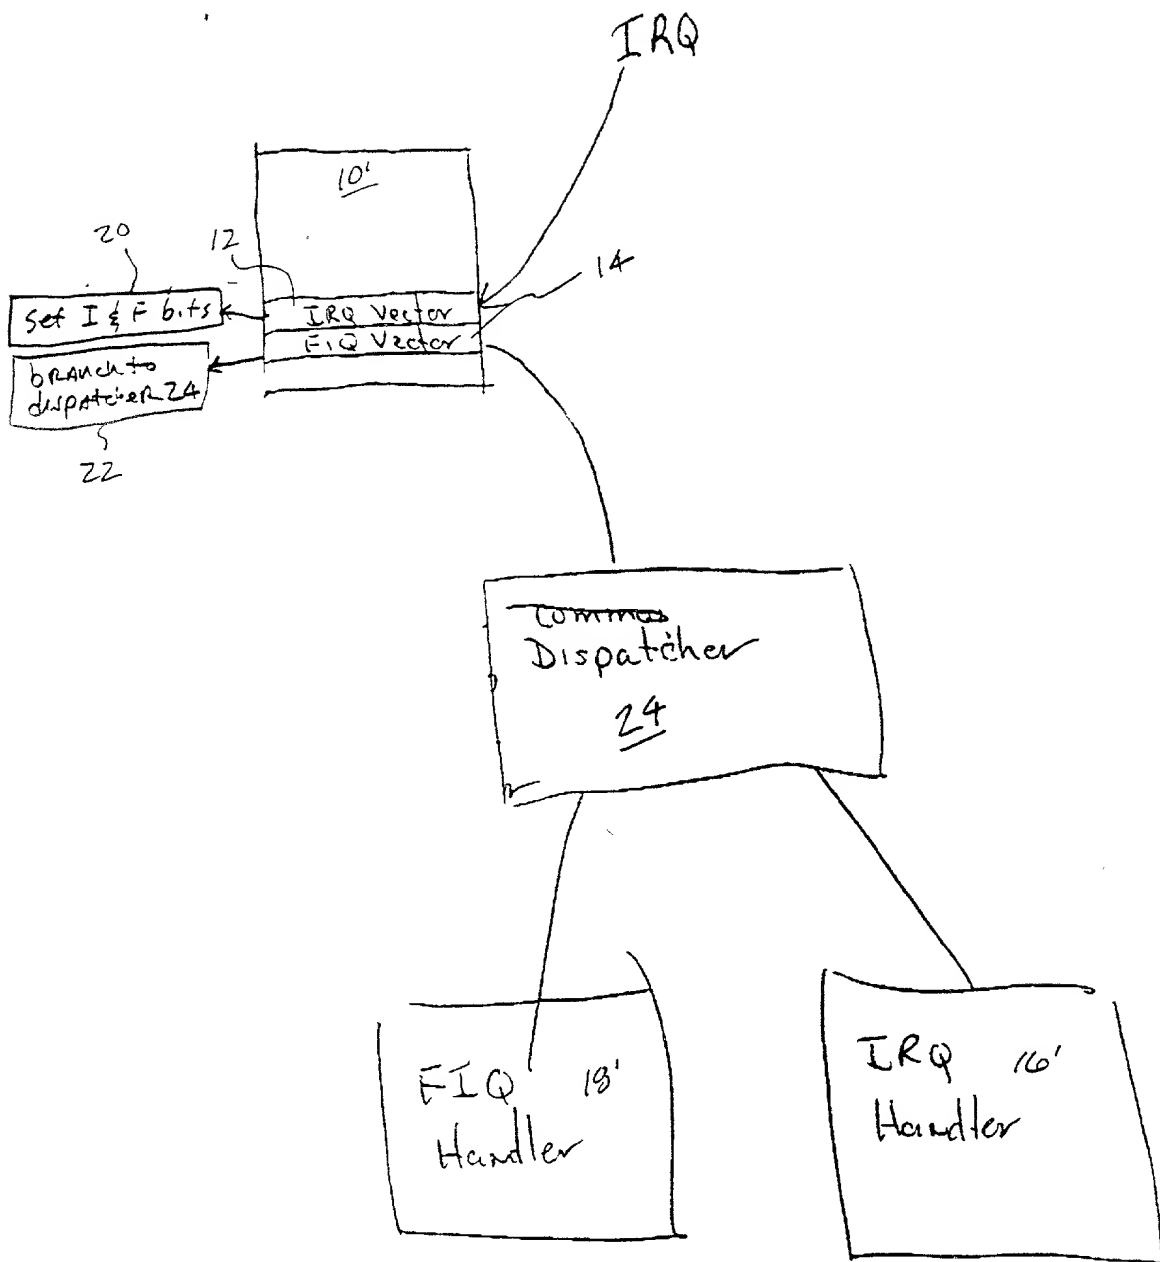 IRQ
10'
20
12
14
Set I & F bits
IRQ Vector
FIQ Vector
branch to
dispatcher 24
22
Common
Dispatcher
24
FIQ 18'
Handler
IRQ 16'
Handler